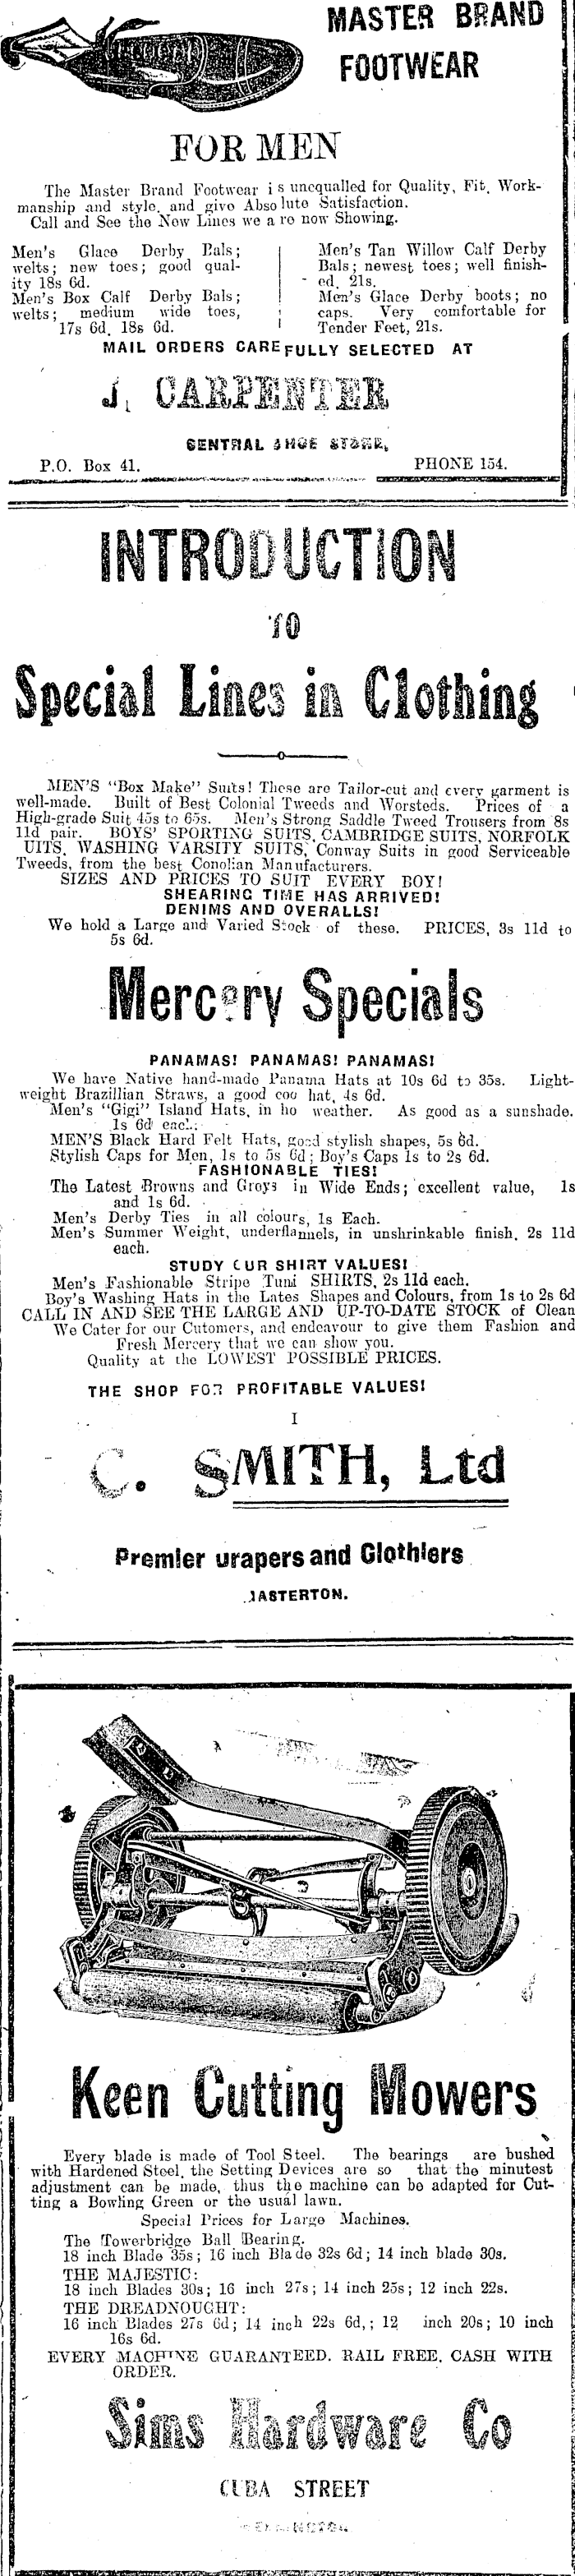 MASTER BRAND
FOOTWEAR
FOR MEN
The Master Brand Footwear is unequalled for Quality, Fit, Work-
manship and style, and give Absolute Satisfaction.
Call and See the New Lines we are now Showing.
Men's Glace Derby Bals;
welts; new toes; good qual-
ity 18s 6d.
Men's Box Calf Derby Bals;
welts; medium wide toes,
17s 6d, 18s 6d.
Men's Tan Willow Calf Derby
Bals; newest toes; well finish-
ed, 21s.
Men's Glace Derby boots; no
caps. Very comfortable for
Tender Feet, 21s.
MAIL ORDERS CAREFULLY SELECTED AT
J. CARPENTER
CENTRAL SHOE STORE,
P.O. Box 41. PHONE 154.
INTRODUCTION
TO
Special Lines in Clothing
MEN'S "Box Make" Suits! These are Tailor-cut and every garment is
well-made. Built of Best Colonial Tweeds and Worsteds. Prices of a
High-grade Suit 45s to 65s. Men's Strong Saddle Tweed Trousers from 8s
11d pair. BOYS' SPORTING SUITS, CAMBRIDGE SUITS, NORFOLK
UITS, WASHING VARSITY SUITS, Conway Suits in good Serviceable
Tweeds, from the best Conolian Manufacturers.
SIZES AND PRICES TO SUIT EVERY BOY!
SHEARING TIME HAS ARRIVED!
DENIMS AND OVERALLS!
We hold a Large and Varied Stock of these. PRICES, 3s 11d to
5s 6d.
Mercery Specials
PANAMAS! PANAMAS! PANAMAS!
We have Native hand-made Panama Hats at 10s 6d to 35s. Light-
weight Brazillian Straws, a good coo hat, 4s 6d.
Men's "Gigi" Island Hats, in ho weather. As good as a sunshade.
1s 6d each.
MEN'S Black Hard Felt Hats, good stylish shapes, 5s 6d.
Stylish Caps for Men, 1s to 5s 6d; Boy's Caps 1s to 2s 6d.
FASHIONABLE TIES!
The Latest Browns and Greys in Wide Ends; excellent value, 1s
and 1s 6d.
Men's Derby Ties in all colours, 1s Each.
Men's Summer Weight, underflannels, in unshrinkable finish, 2s 11d
each.
STUDY OUR SHIRT VALUES!
Men's Fashionable Stripe Tuni SHIRTS, 2s 11d each.
Boy's Washing Hats in the Lates Shapes and Colours, from 1s to 2s 6d
CALL IN AND SEE THE LARGE AND UP-TO-DATE STOCK of Clean
We Cater for our Cutomers, and endeavour to give them Fashion and
Fresh Mercery that we can show you.
Quality at the LOWEST POSSIBLE PRICES.
THE SHOP FOR PROFITABLE VALUES!
I
C. SMITH, Ltd
Premier Drapers and Clothiers
MASTERTON.
Keen Cutting Mowers
Every blade is made of Tool Steel. The bearings are bushed
with Hardened Steel, the Setting Devices are so that the minutest
adjustment can be made, thus the machine can be adapted for Cut-
ting a Bowling Green or the usual lawn.
Special Prices for Large Machines.
The Towerbridge Ball Bearing.
18 inch Blade 35s; 16 inch Blade 32s 6d; 14 inch blade 30s.
THE MAJESTIC:
18 inch Blades 30s; 16 inch 27s; 14 inch 25s; 12 inch 22s.
THE DREADNOUGHT:
16 inch Blades 27s 6d; 14 inch 22s 6d,; 12 inch 20s; 10 inch
16s 6d.
EVERY MACHINE GUARANTEED. RAIL FREE. CASH WITH
ORDER.
Sims Hardware Co
CUBA STREET